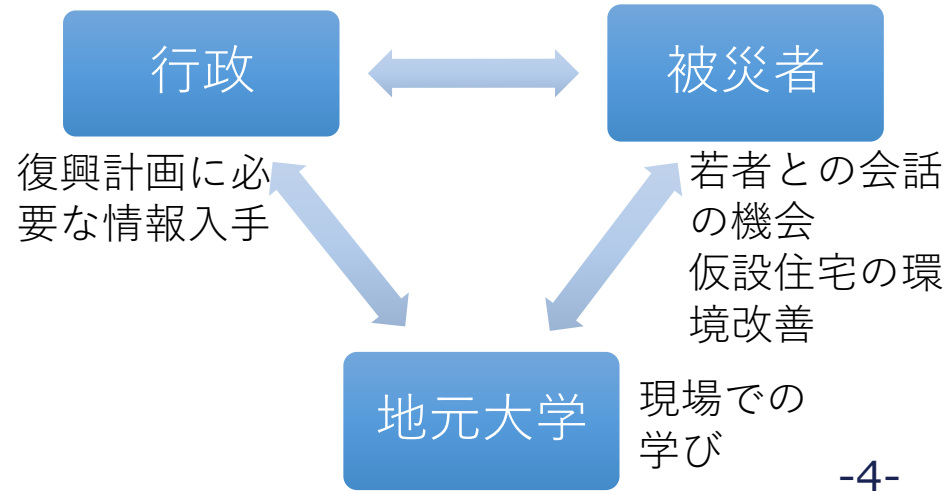 行政
被災者
復興計画に必
要な情報入手
若者との会話
の機会
仮設住宅の環
境改善
地元大学
現場での
学び
-4-